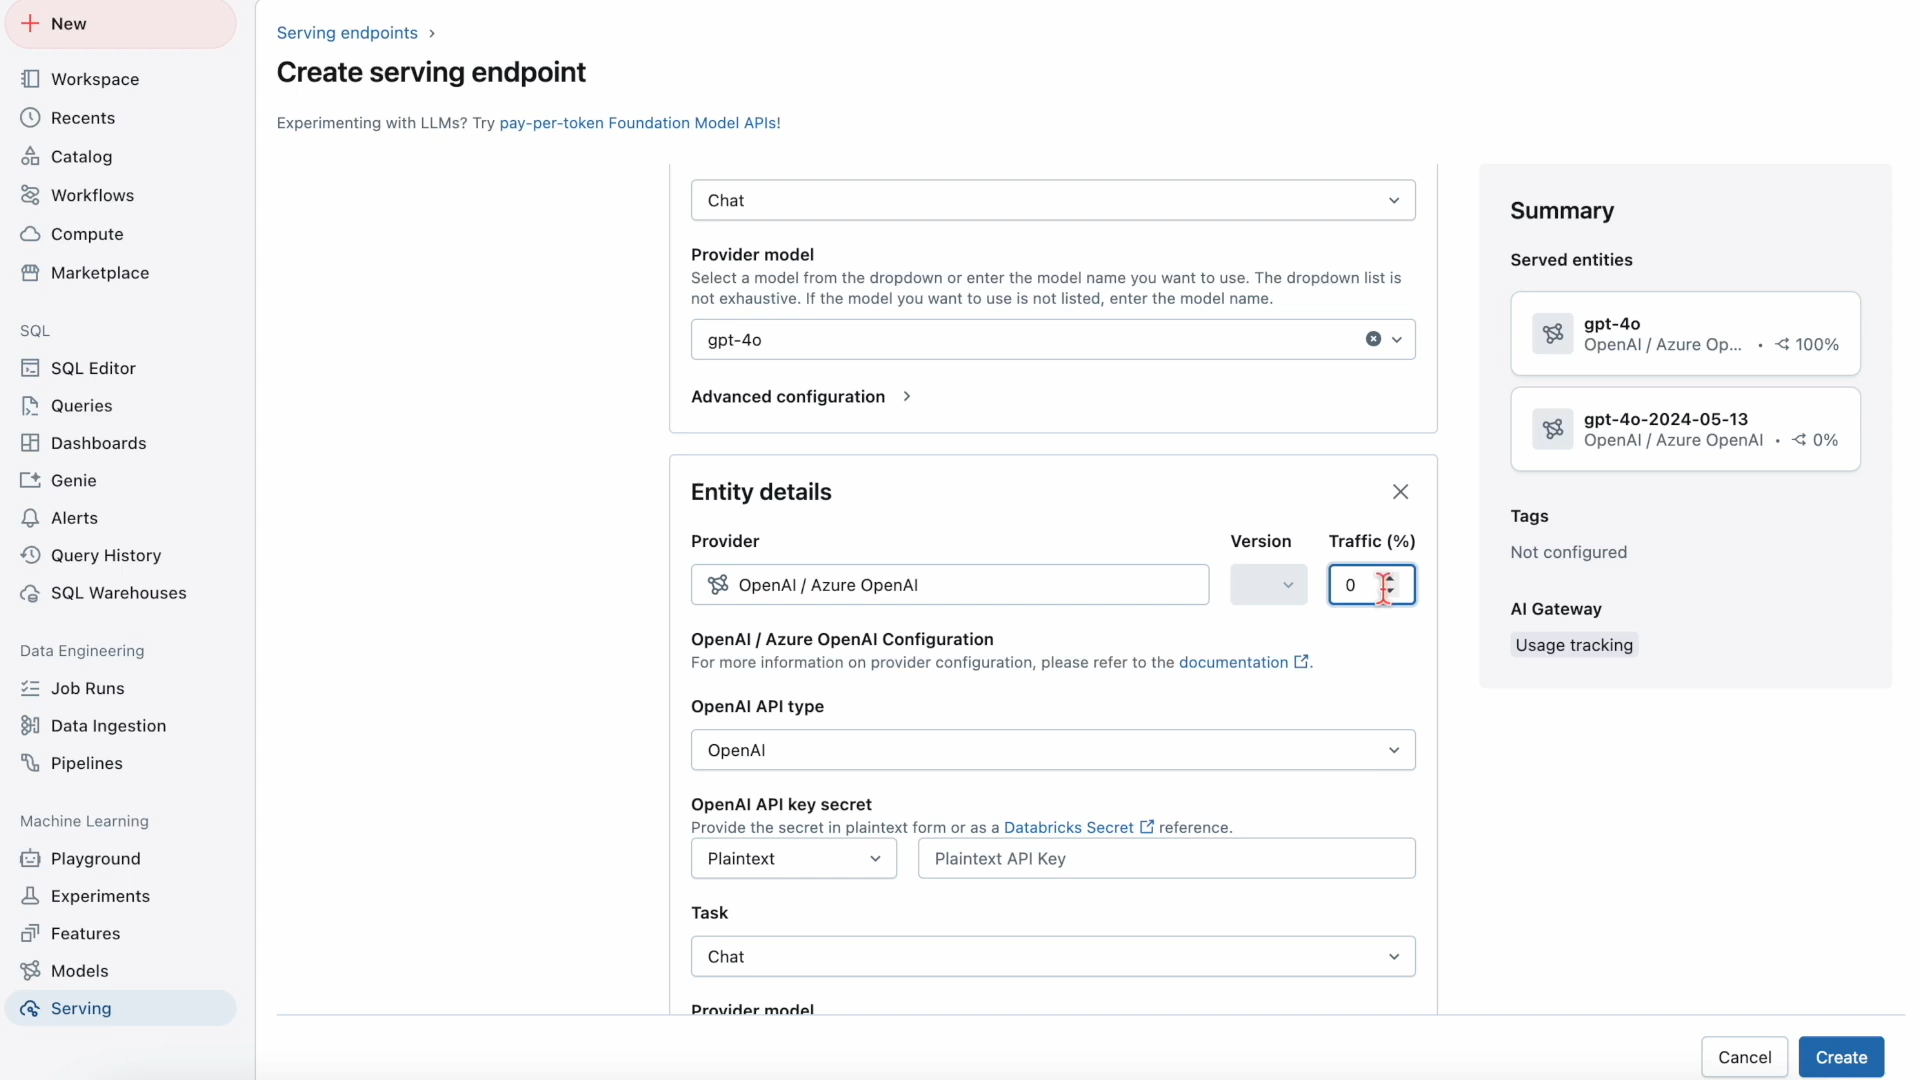 New
Workspace
Recents
Catalog
Workflows
Compute
Marketplace
SQL
SQL Editor
Queries
Dashboards
Genie
Alerts
Query History
SQL Warehouses
Data Engineering
Job Runs
Data Ingestion
Pipelines
Machine Learning
Playground
Experiments
Features
Models
Serving
Serving endpoints
Create serving endpoint
Experimenting with LLMs? Try pay-per-token Foundation Model APIs!
Chat
Provider model
Select a model from the dropdown or enter the model name you want to use. The dropdown list is
not exhaustive. If the model you want to use is not listed, enter the model name.
gpt-4o
Advanced configuration
Entity details
Provider Version Traffic (%)
OpenAI / Azure OpenAI 0
OpenAI / Azure OpenAI Configuration
For more information on provider configuration, please refer to the documentation.
OpenAI API type
OpenAI
OpenAI API key secret
Provide the secret in plaintext form or as a Databricks Secret reference.
Plaintext Plaintext API Key
Task
Chat
Provider model
Summary
Served entities
gpt-4o
OpenAI / Azure Op... • 100%
gpt-4o-2024-05-13
OpenAI / Azure OpenAI • 0%
Tags
Not configured
AI Gateway
Usage tracking
Cancel Create